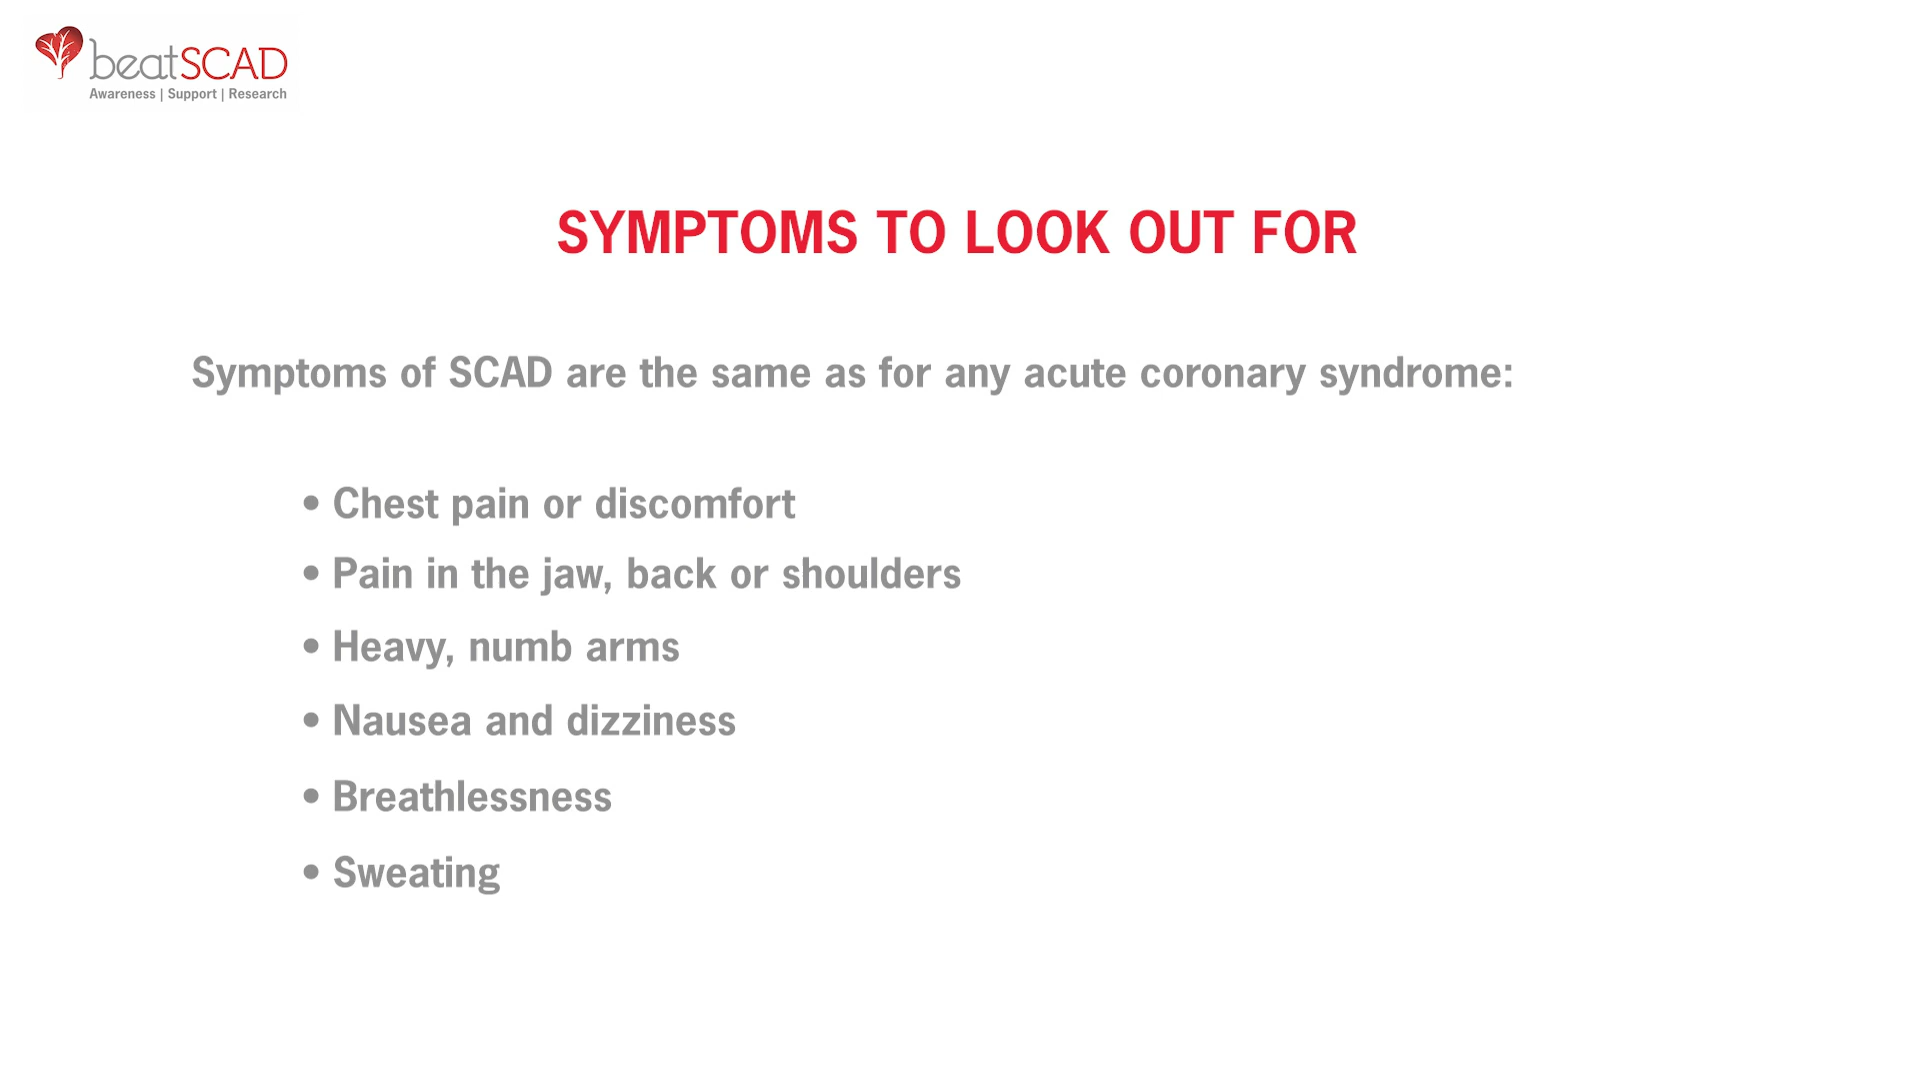 beatSCAD
Awareness | Support | Research
SYMPTOMS TO LOOK OUT FOR
Symptoms of SCAD are the same as for any acute coronary syndrome:
• Chest pain or discomfort
• Pain in the jaw, back or shoulders
• Heavy, numb arms
• Nausea and dizziness
• Breathlessness
• Sweating